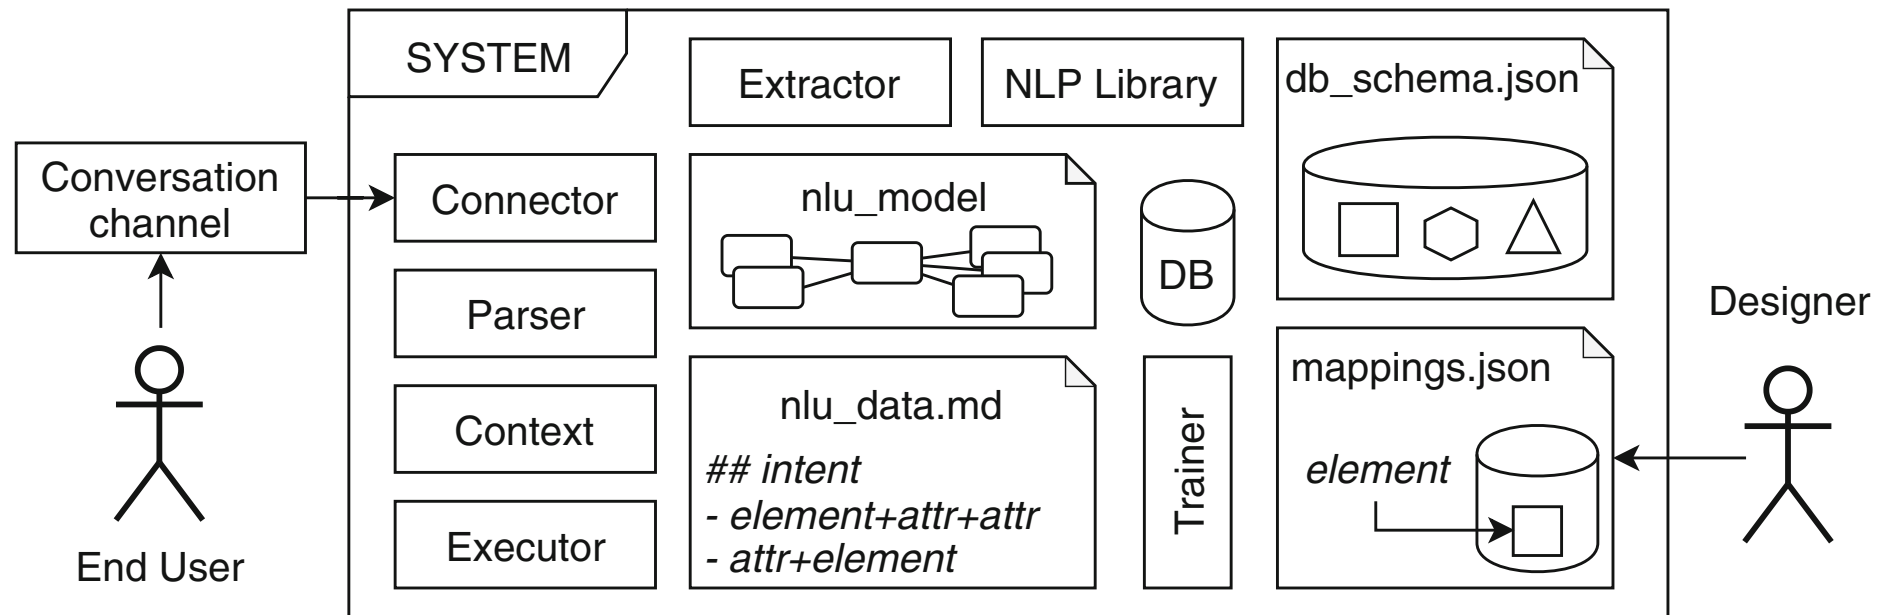 SYSTEM
Extractor
NLP Library
db_schema.json
Conversation
channel
Connector
nlu_model
DB
Parser
Designer
mappings.json
nlu_data.md
Context
## intent
- element+attr+attr
- attr+element
Trainer
element
Executor
End User